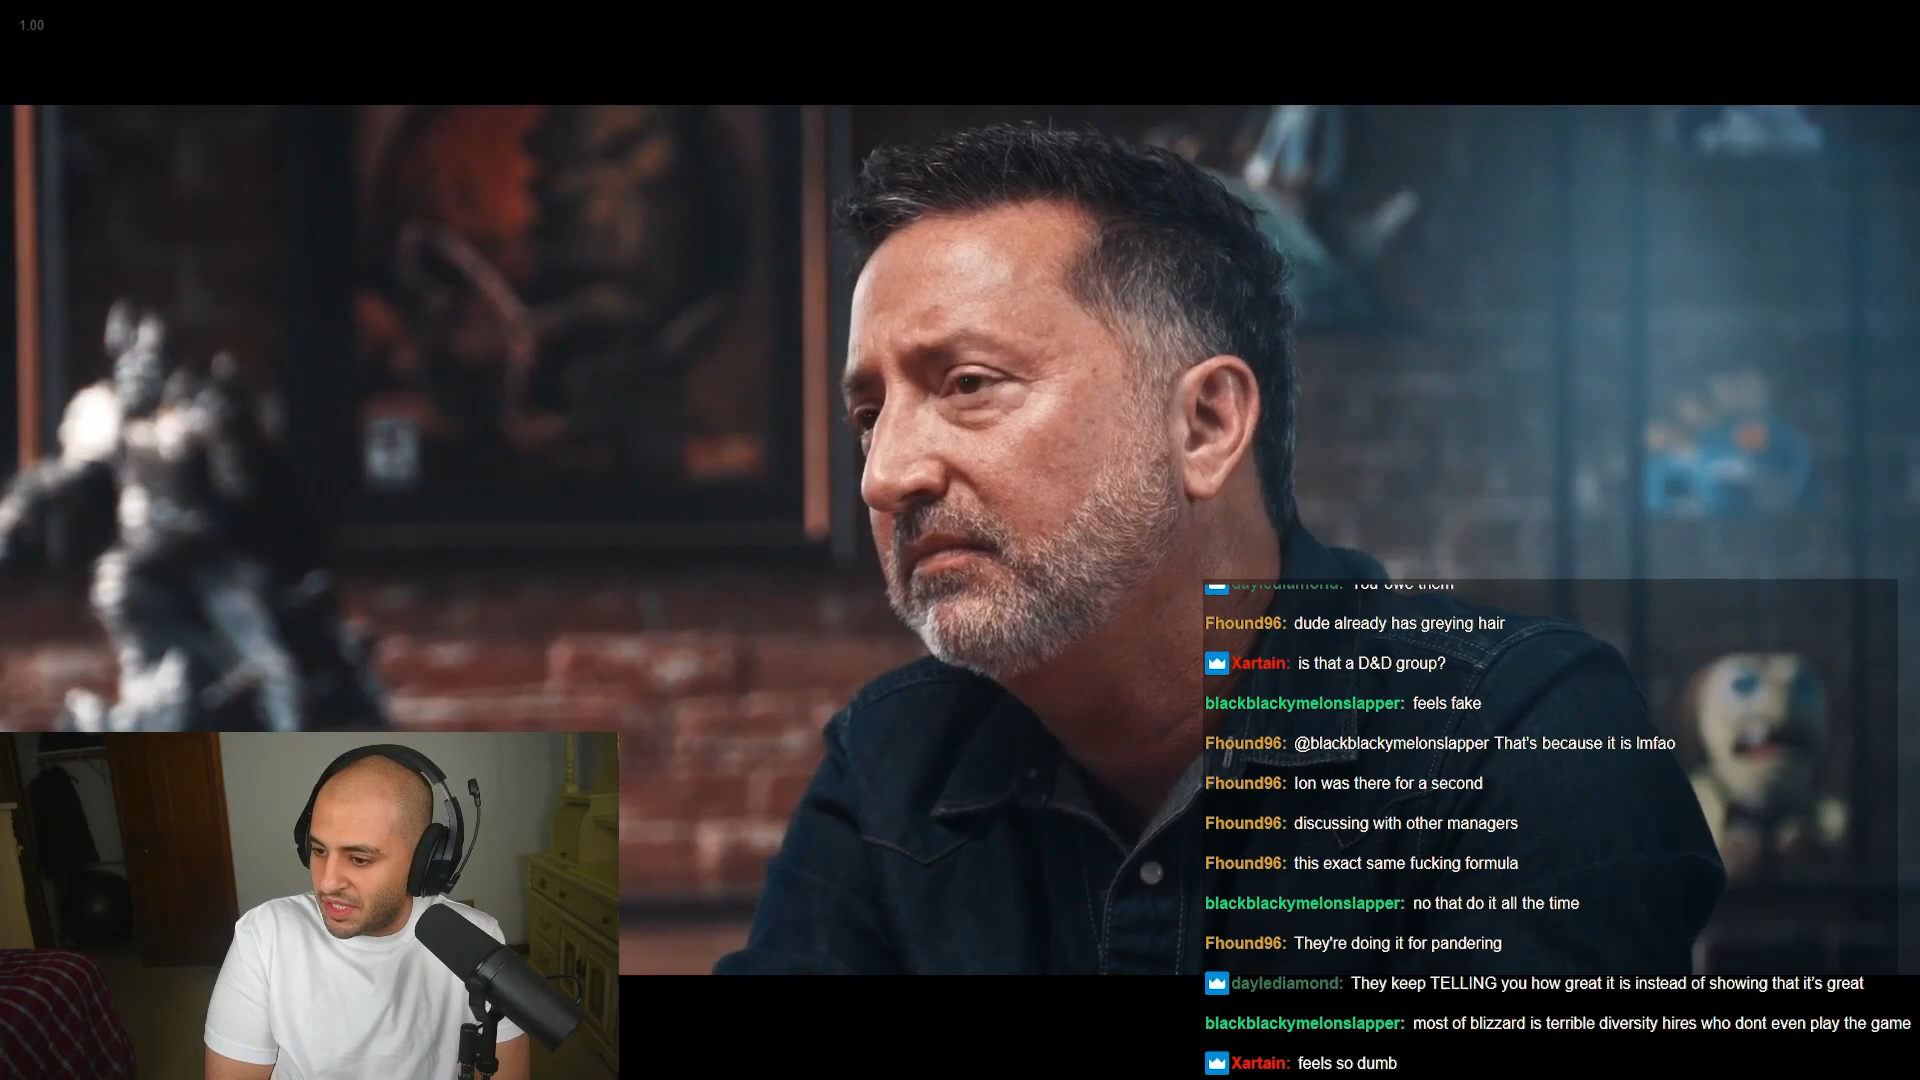 1.00
daylediamond: You owe them
Fhound96: dude already has greying hair
Xartain: is that a D&D group?
blackblackymelonslapper: feels fake
Fhound96: @blackblackymelonslapper That's because it is lmfao
Fhound96: Ion was there for a second
Fhound96: discussing with other managers
Fhound96: this exact same fucking formula
blackblackymelonslapper: no that do it all the time
Fhound96: They're doing it for pandering
daylediamond: They keep TELLING you how great it is instead of showing that it's great
blackblackymelonslapper: most of blizzard is terrible diversity hires who dont even play the game
Xartain: feels so dumb